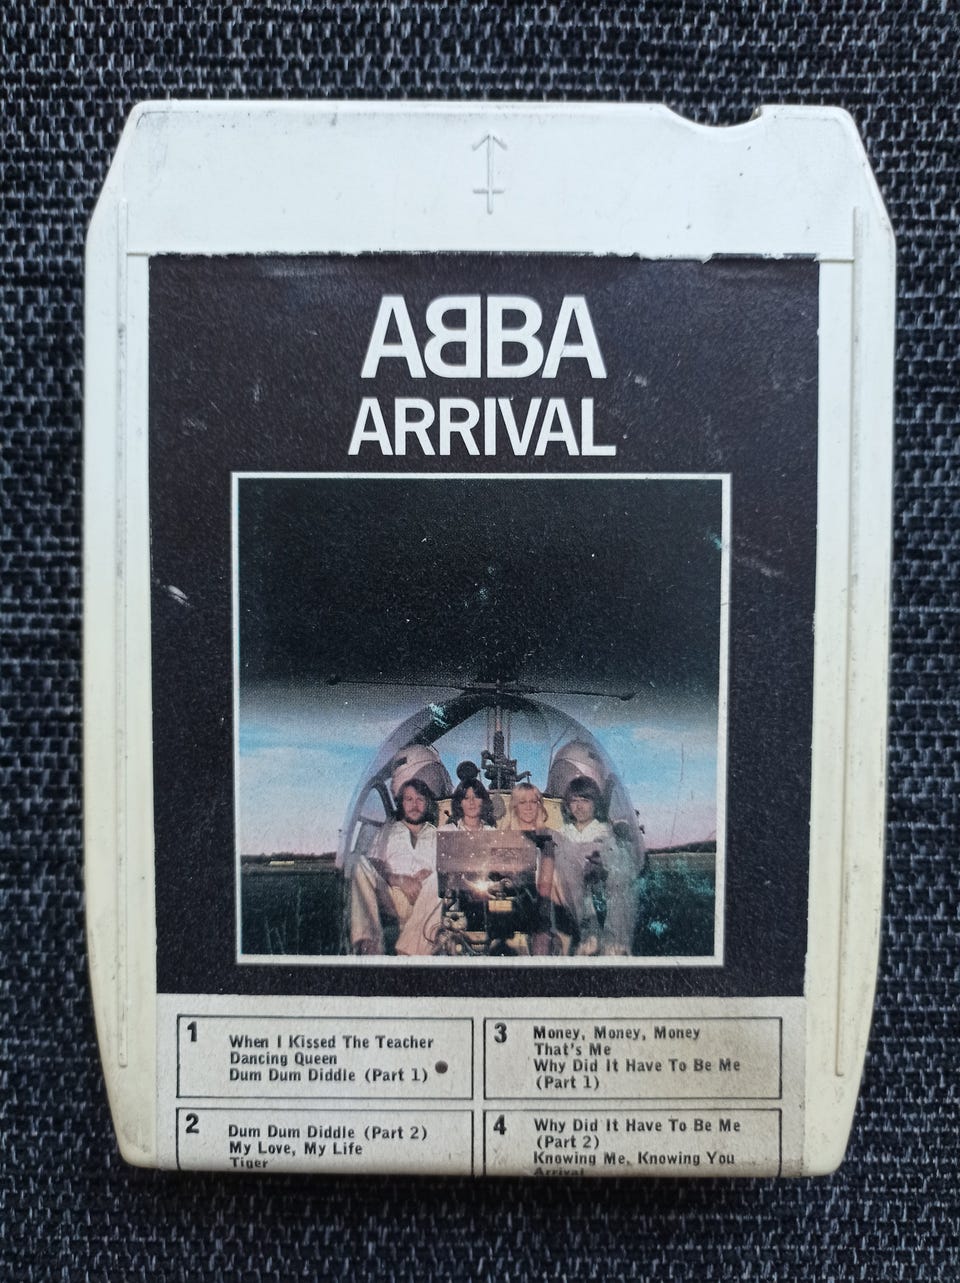 AᗺBA
ARRIVAL
1
When I Kissed The Teacher
Dancing Queen
Dum Dum Diddle (Part 1)
2
Dum Dum Diddle (Part 2)
My Love, My Life
Tiger
3
Money, Money, Money
That's Me
Why Did It Have To Be Me
(Part 1)
4
Why Did It Have To Be Me
(Part 2)
Knowing Me, Knowing You
Arrival